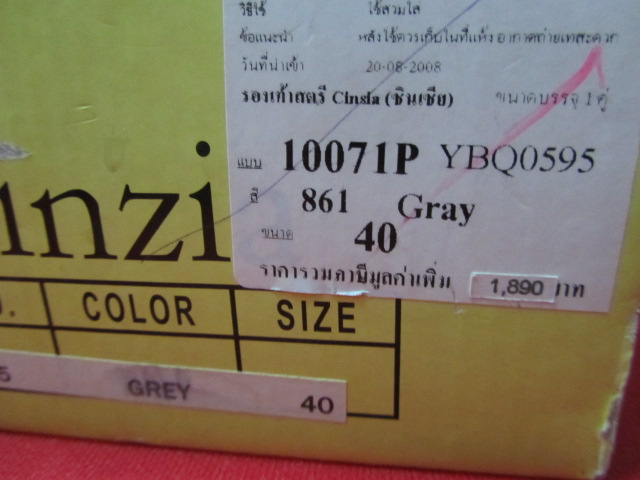 วิธีใช้ ใช้สวมใส่
ข้อแนะนำ หลังใช้ควรเก็บในที่แห้ง อากาศถ่ายเทสะดวก
วันที่นำเข้า 20-08-2008
รองเท้าสตรี Cinsia (ซินเซีย) ขนาดบรรจุ 1 คู่
แบบ 10071P YBQ0595
สี 861 Gray
ขนาด 40
ราคารวมภาษีมูลค่าเพิ่ม 1,890 บาท
inzi
COLOR SIZE
5 GREY 40